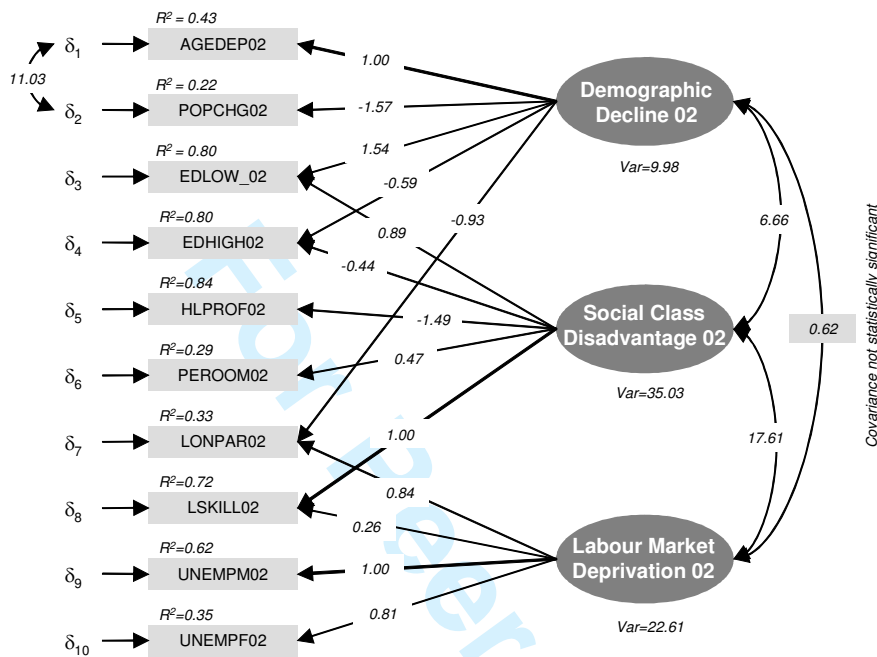 R² = 0.43
δ1
AGEDEP02
11.03
R² = 0.22
δ2
POPCHG02
R² = 0.80
δ3
EDLOW_02
R²=0.80
δ4
EDHIGH02
R²=0.84
δ5
HLPROF02
R²=0.29
δ6
PEROOM02
R²=0.33
δ7
LONPAR02
R²=0.72
δ8
LSKILL02
R²=0.62
δ9
UNEMPM02
R²=0.35
δ10
UNEMPF02
1.00
-1.57
1.54
-0.59
-0.93
0.89
-0.44
-1.49
0.47
1.00
0.84
0.26
1.00
0.81
Demographic
Decline 02
Var=9.98
Social Class
Disadvantage 02
Var=35.03
Labour Market
Deprivation 02
Var=22.61
6.66
0.62
17.61
Covariance not statistically significant
For Peer